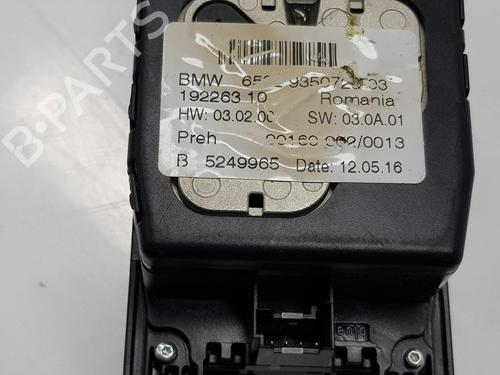 B-PARTS
BMW
192263 10 Romania
HW: 03.02.00 SW: 03.0A.01
Preh
B 5249965 Date: 12.05.16